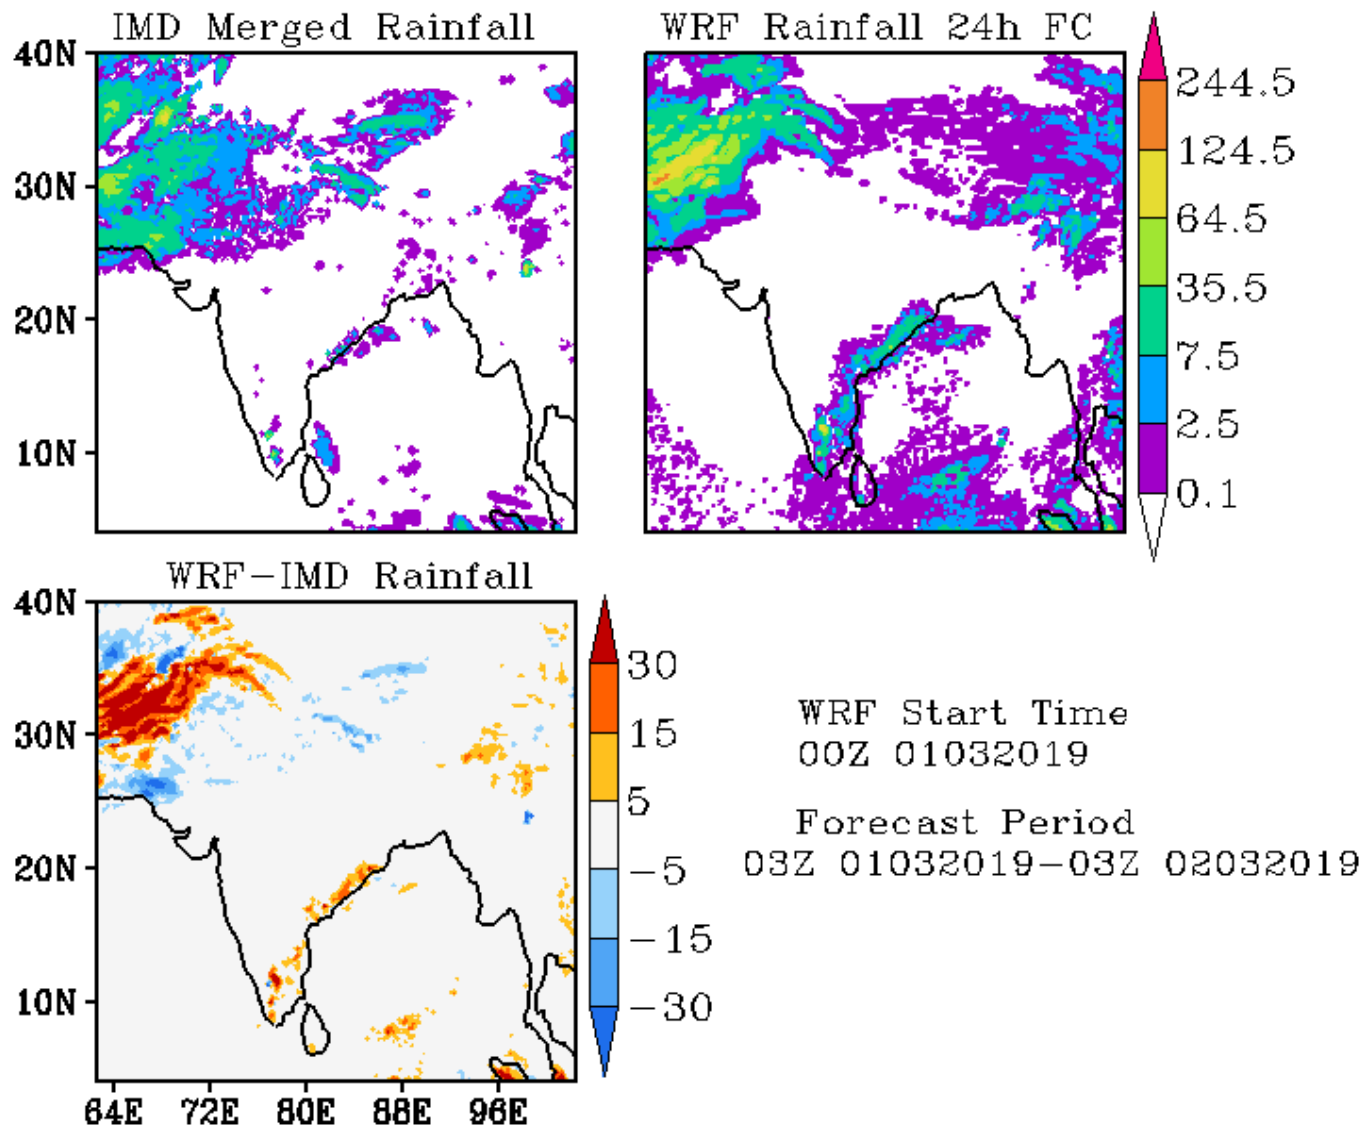 IMD Merged Rainfall
WRF Rainfall 24h FC
40N
30N
20N
10N
244.5
124.5
64.5
35.5
7.5
2.5
0.1
WRF-IMD Rainfall
40N
30N
20N
10N
64E 72E 80E 88E 96E
30
15
5
-5
-15
-30
WRF Start Time
00Z 01032019
Forecast Period
03Z 01032019-03Z 02032019